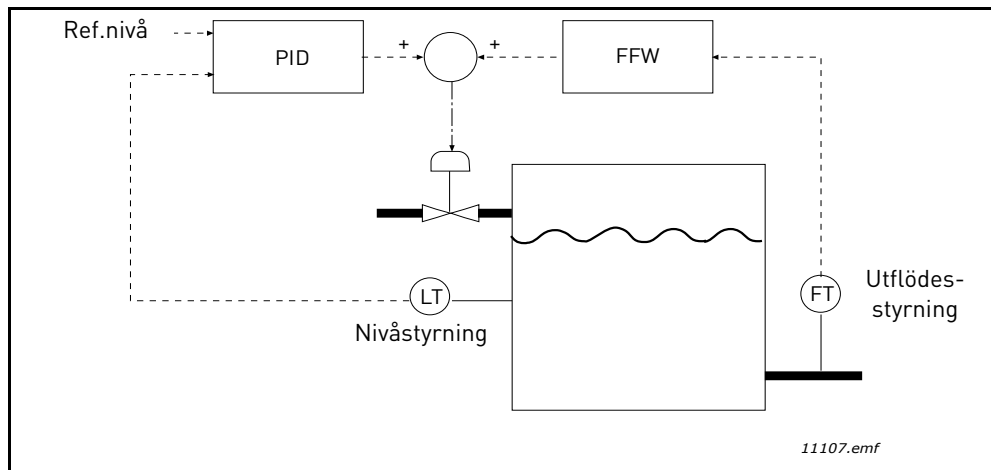 Ref.nivå
PID
+
+
FFW
LT
Nivåstyrning
FT
Utflödes-
styrning
11107.emf